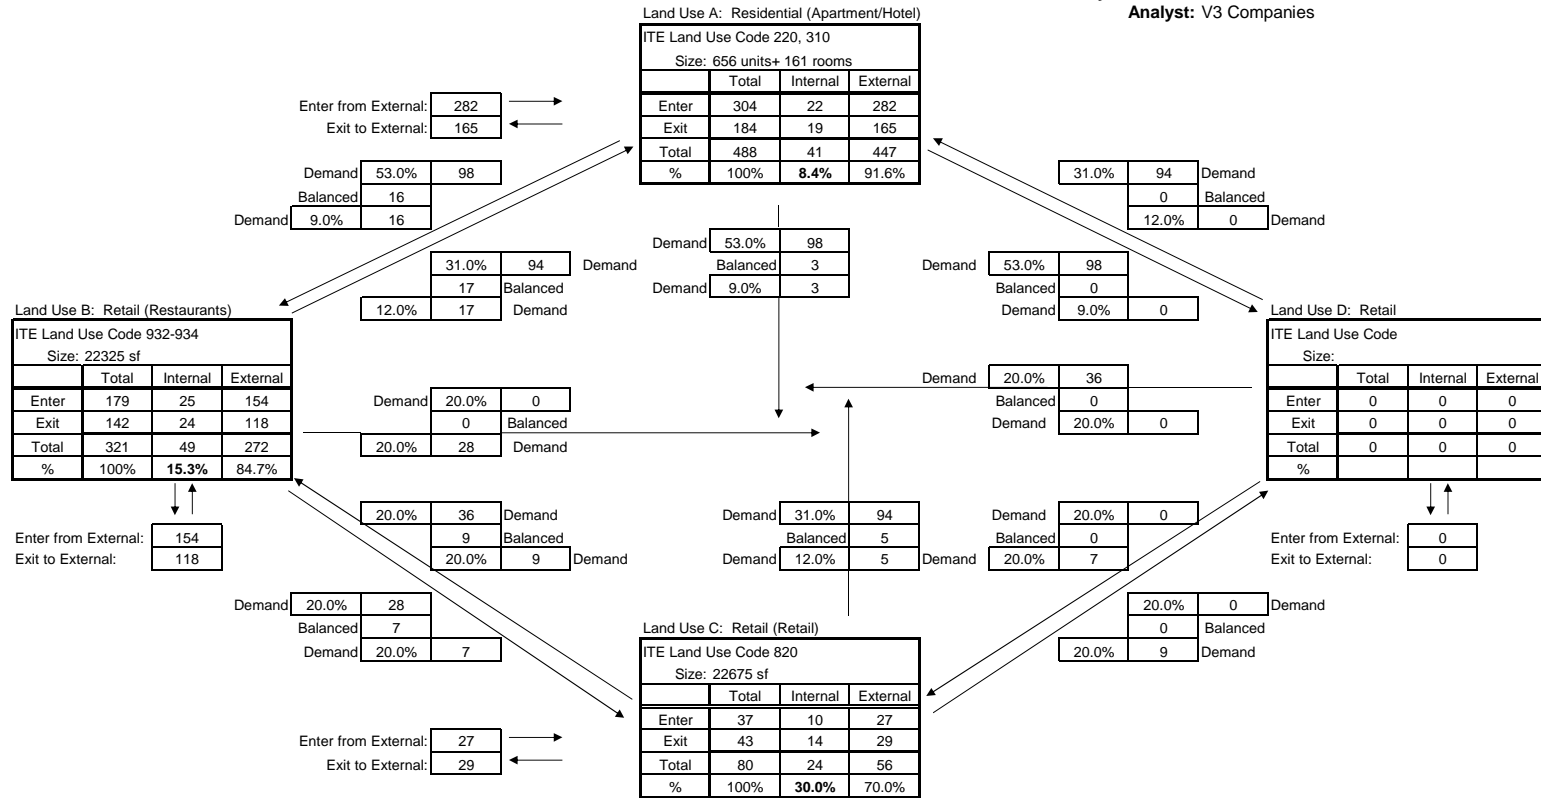 Analyst: V3 Companies
Land Use A: Residential (Apartment/Hotel)
ITE Land Use Code 220, 310
Size: 656 units+ 161 rooms
Total Internal External
Enter 304 22 282
Exit 184 19 165
Total 488 41 447
% 100% 8.4% 91.6%
Enter from External: 282
Exit to External: 165
Demand 53.0% 98
Balanced 16
Demand 9.0% 16
31.0% 94 Demand
0 Balanced
12.0% 0 Demand
31.0% 94 Demand
17 Balanced
12.0% 17 Demand
Demand 53.0% 98
Balanced 3
Demand 9.0% 3
Demand 53.0% 98
Balanced 0
Demand 9.0% 0
Land Use B: Retail (Restaurants)
ITE Land Use Code 932-934
Size: 22325 sf
Total Internal External
Enter 179 25 154
Exit 142 24 118
Total 321 49 272
% 100% 15.3% 84.7%
Enter from External: 154
Exit to External: 118
Demand 20.0% 0
0 Balanced
20.0% 28 Demand
Demand 20.0% 36
Balanced 0
Demand 20.0% 0
Land Use D: Retail
ITE Land Use Code
Size:
Total Internal External
Enter 0 0 0
Exit 0 0 0
Total 0 0 0
%
Enter from External: 0
Exit to External: 0
20.0% 36 Demand
9 Balanced
20.0% 9 Demand
Demand 31.0% 94
Balanced 5
Demand 12.0% 5
Demand 20.0% 0
Balanced 0
Demand 20.0% 7
Demand 20.0% 28
Balanced 7
Demand 20.0% 7
20.0% 0 Demand
0 Balanced
20.0% 9 Demand
Land Use C: Retail (Retail)
ITE Land Use Code 820
Size: 22675 sf
Total Internal External
Enter 37 10 27
Exit 43 14 29
Total 80 24 56
% 100% 30.0% 70.0%
Enter from External: 27
Exit to External: 29